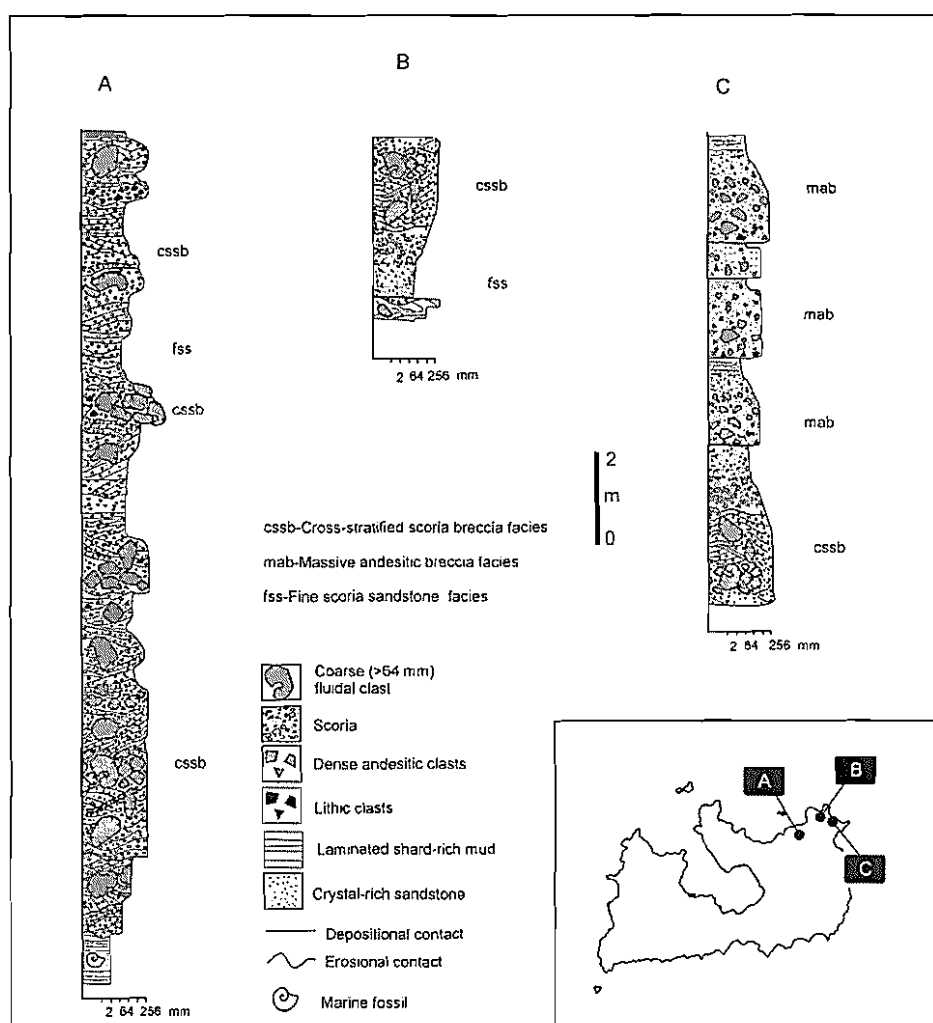 A
B
C
cssb
fss
cssb
cssb
2 64 256 mm
cssb
fss
2 64 256 mm
mab
mab
mab
cssb
2 64 256 mm
2
m
0
cssb-Cross-stratified scoria breccia facies
mab-Massive andesitic breccia facies
fss-Fine scoria sandstone facies
Coarse (>64 mm)
fluidal clast
Scoria
Dense andesitic clasts
Lithic clasts
Laminated shard-rich mud
Crystal-rich sandstone
Depositional contact
Erosional contact
Marine fossil
A
B
C